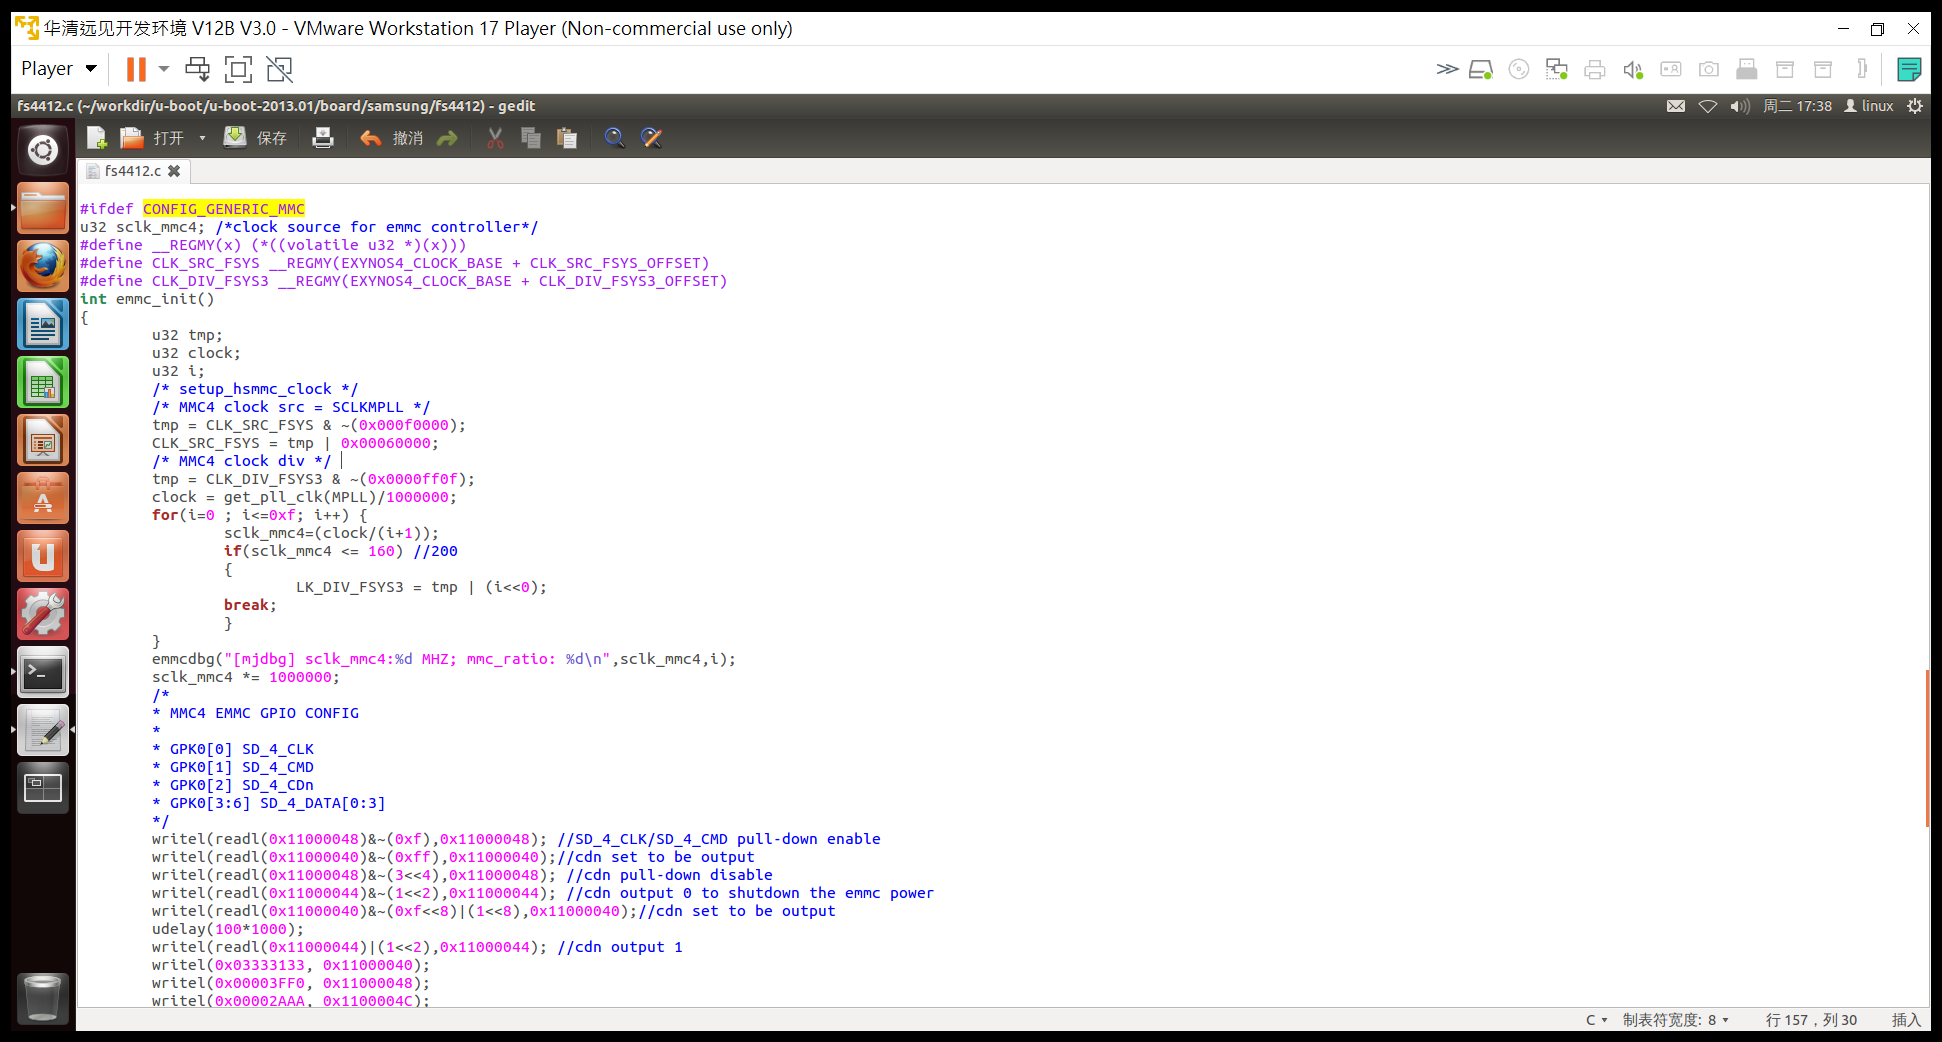 华清远见开发环境 V12B V3.0 - VMware Workstation 17 Player (Non-commercial use only)
Player
fs4412.c (~/workdir/u-boot/u-boot-2013.01/board/samsung/fs4412) - gedit
周二 17:38 linux
打开 保存 撤消
fs4412.c
#ifdef CONFIG_GENERIC_MMC
u32 sclk_mmc4; /*clock source for emmc controller*/
#define __REGMY(x) (*((volatile u32 *)(x)))
#define CLK_SRC_FSYS __REGMY(EXYNOS4_CLOCK_BASE + CLK_SRC_FSYS_OFFSET)
#define CLK_DIV_FSYS3 __REGMY(EXYNOS4_CLOCK_BASE + CLK_DIV_FSYS3_OFFSET)
int emmc_init()
{
u32 tmp;
u32 clock;
u32 i;
/* setup_hsmmc_clock */
/* MMC4 clock src = SCLKMPLL */
tmp = CLK_SRC_FSYS & ~(0x000f0000);
CLK_SRC_FSYS = tmp | 0x00060000;
/* MMC4 clock div */
tmp = CLK_DIV_FSYS3 & ~(0x0000ff0f);
clock = get_pll_clk(MPLL)/1000000;
for(i=0 ; i<=0xf; i++) {
sclk_mmc4=(clock/(i+1));
if(sclk_mmc4 <= 160) //200
{
LK_DIV_FSYS3 = tmp | (i<<0);
break;
}
}
emmcdbg("[mjdbg] sclk_mmc4:%d MHZ; mmc_ratio: %d\n",sclk_mmc4,i);
sclk_mmc4 *= 1000000;
/*
* MMC4 EMMC GPIO CONFIG
*
* GPK0[0] SD_4_CLK
* GPK0[1] SD_4_CMD
* GPK0[2] SD_4_CDn
* GPK0[3:6] SD_4_DATA[0:3]
*/
writel(readl(0x11000048)&~(0xf),0x11000048); //SD_4_CLK/SD_4_CMD pull-down enable
writel(readl(0x11000040)&~(0xff),0x11000040);//cdn set to be output
writel(readl(0x11000048)&~(3<<4),0x11000048); //cdn pull-down disable
writel(readl(0x11000044)&~(1<<2),0x11000044); //cdn output 0 to shutdown the emmc power
writel(readl(0x11000040)&~(0xf<<8)|(1<<8),0x11000040);//cdn set to be output
udelay(100*1000);
writel(readl(0x11000044)|(1<<2),0x11000044); //cdn output 1
writel(0x03333133, 0x11000040);
writel(0x00003FF0, 0x11000048);
writel(0x00002AAA, 0x1100004C);
C 制表符宽度: 8 行 157，列 30 插入